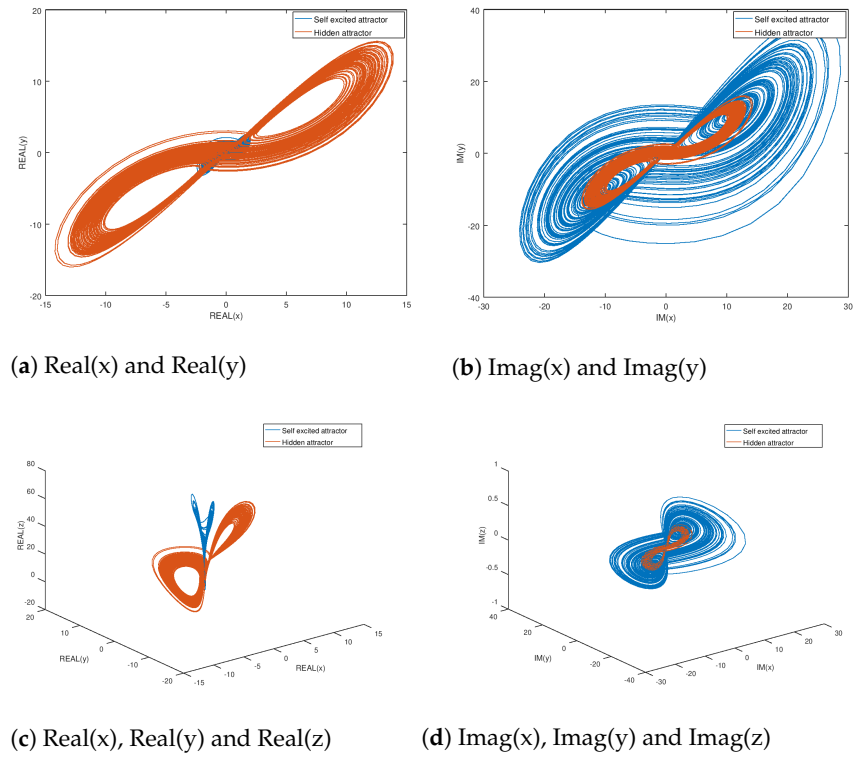 Self excited attractor
Hidden attractor
20
10
0
-10
-20
REAL(y)
-15
-10
-5
0
5
10
15
REAL(x)
(a) Real(x) and Real(y)
Self excited attractor
Hidden attractor
40
20
0
-20
-40
IM(y)
-30
-20
-10
0
10
20
30
IM(x)
(b) Imag(x) and Imag(y)
Self excited attractor
Hidden attractor
80
60
40
20
0
-20
REAL(z)
20
10
0
-10
-20
REAL(y)
-15
-10
-5
0
5
10
15
REAL(x)
(c) Real(x), Real(y) and Real(z)
Self excited attractor
Hidden attractor
1
0.5
0
-0.5
-1
IM(z)
40
20
0
-20
-40
IM(y)
-30
-20
-10
0
10
20
30
IM(x)
(d) Imag(x), Imag(y) and Imag(z)